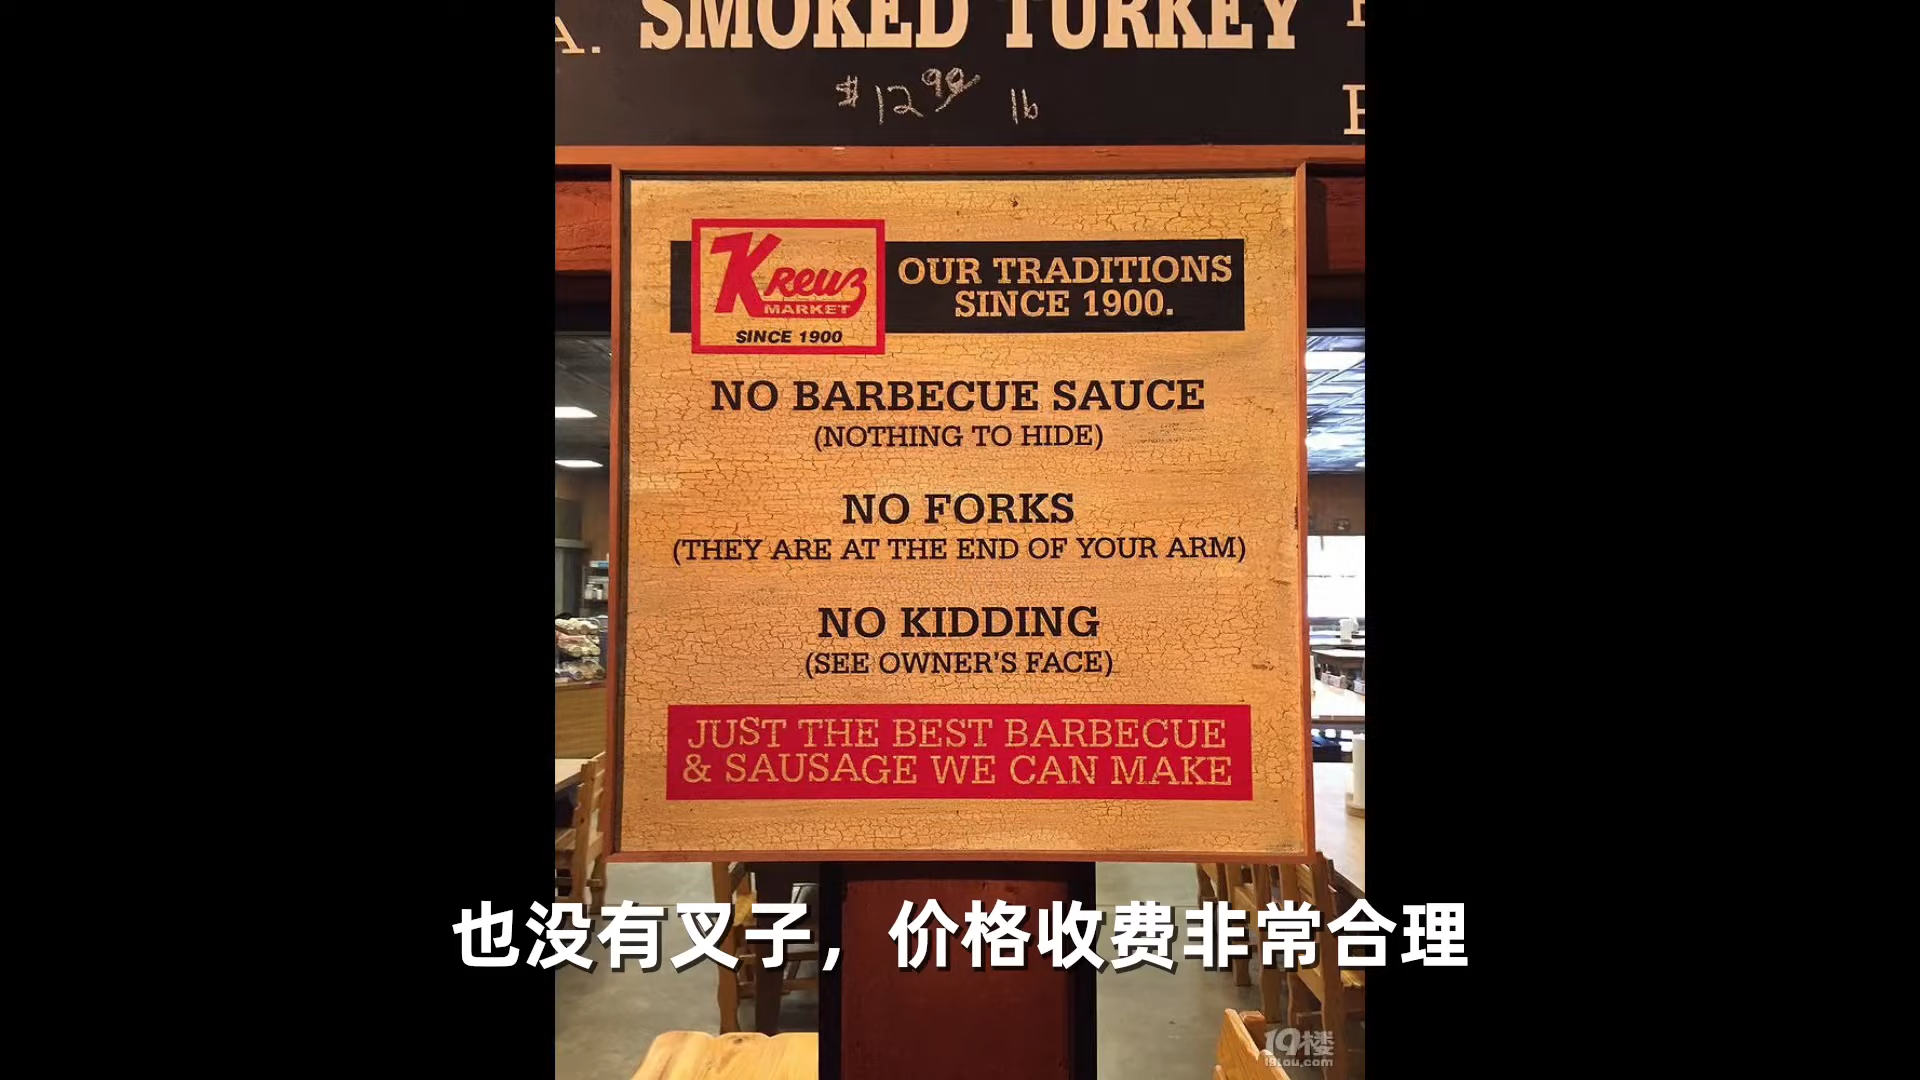 A.
SMOKED TURKEY
$12.99 lb
Kreuz
MARKET
SINCE 1900
OUR TRADITIONS
SINCE 1900.
NO BARBECUE SAUCE
(NOTHING TO HIDE)
NO FORKS
(THEY ARE AT THE END OF YOUR ARM)
NO KIDDING
(SEE OWNER'S FACE)
JUST THE BEST BARBECUE
& SAUSAGE WE CAN MAKE
也没有叉子，价格收费非常合理
19楼
19lou.com